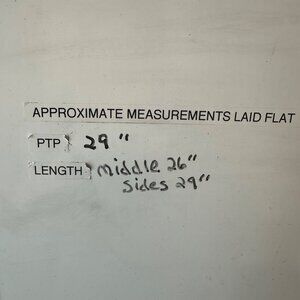 APPROXIMATE MEASUREMENTS LAID FLAT
PTP 29"
LENGTH middle 26"
sides 29"